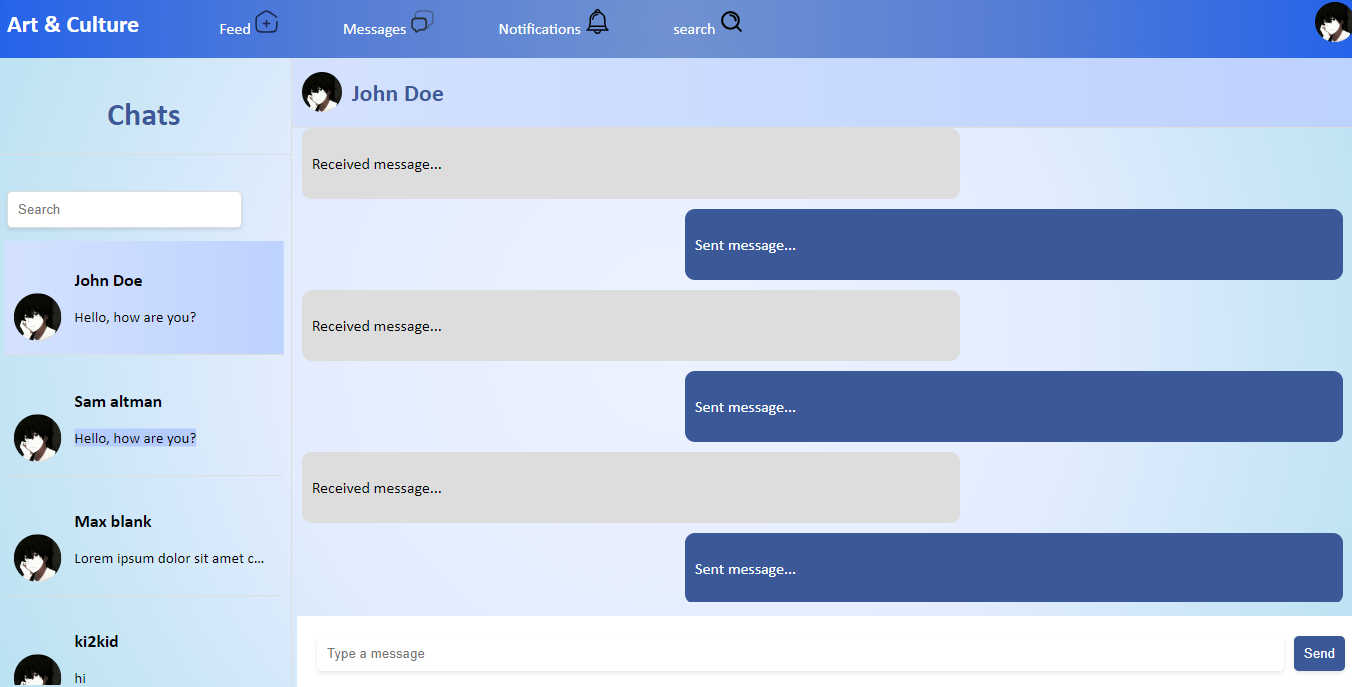 Art & Culture
Feed
Messages
Notifications
search
Chats
Search
John Doe
Hello, how are you?
Sam altman
Hello, how are you?
Max blank
Lorem ipsum dolor sit amet c...
ki2kid
hi
John Doe
Received message...
Sent message...
Received message...
Sent message...
Received message...
Sent message...
Type a message
Send